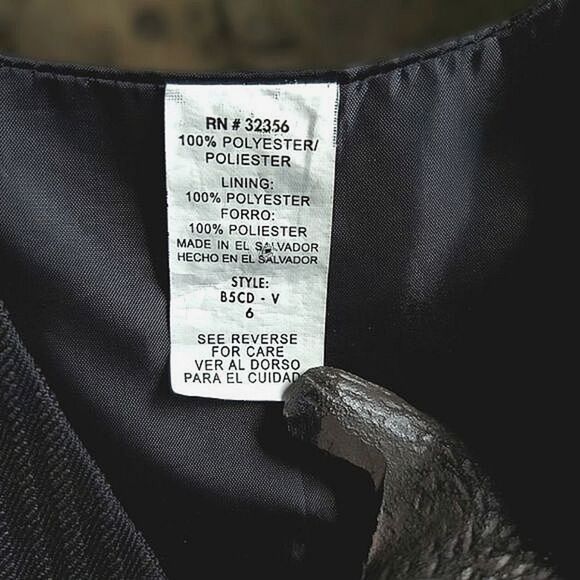 RN # 32356
100% POLYESTER/
POLIESTER
LINING:
100% POLYESTER
FORRO:
100% POLIESTER
MADE IN EL SALVADOR
HECHO EN EL SALVADOR
STYLE:
B5CD - V
6
SEE REVERSE
FOR CARE
VER AL DORSO
PARA EL CUIDAD